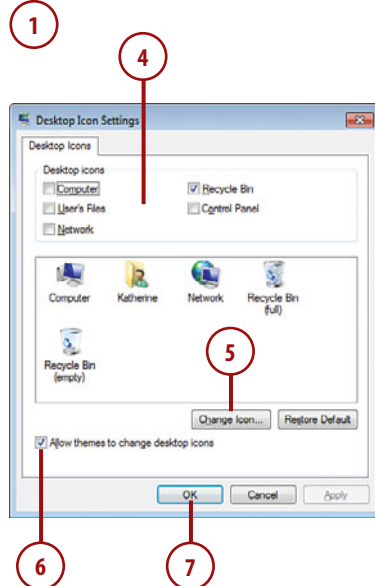 1
4
Desktop Icon Settings
Desktop Icons
Desktop icons
Computer
Recycle Bin
User's Files
Control Panel
Network
Computer
Katherine
Network
Recycle Bin
(full)
Recycle Bin
(empty)
5
Change Icon...
Restore Default
Allow themes to change desktop icons
OK
Cancel
Apply
6
7